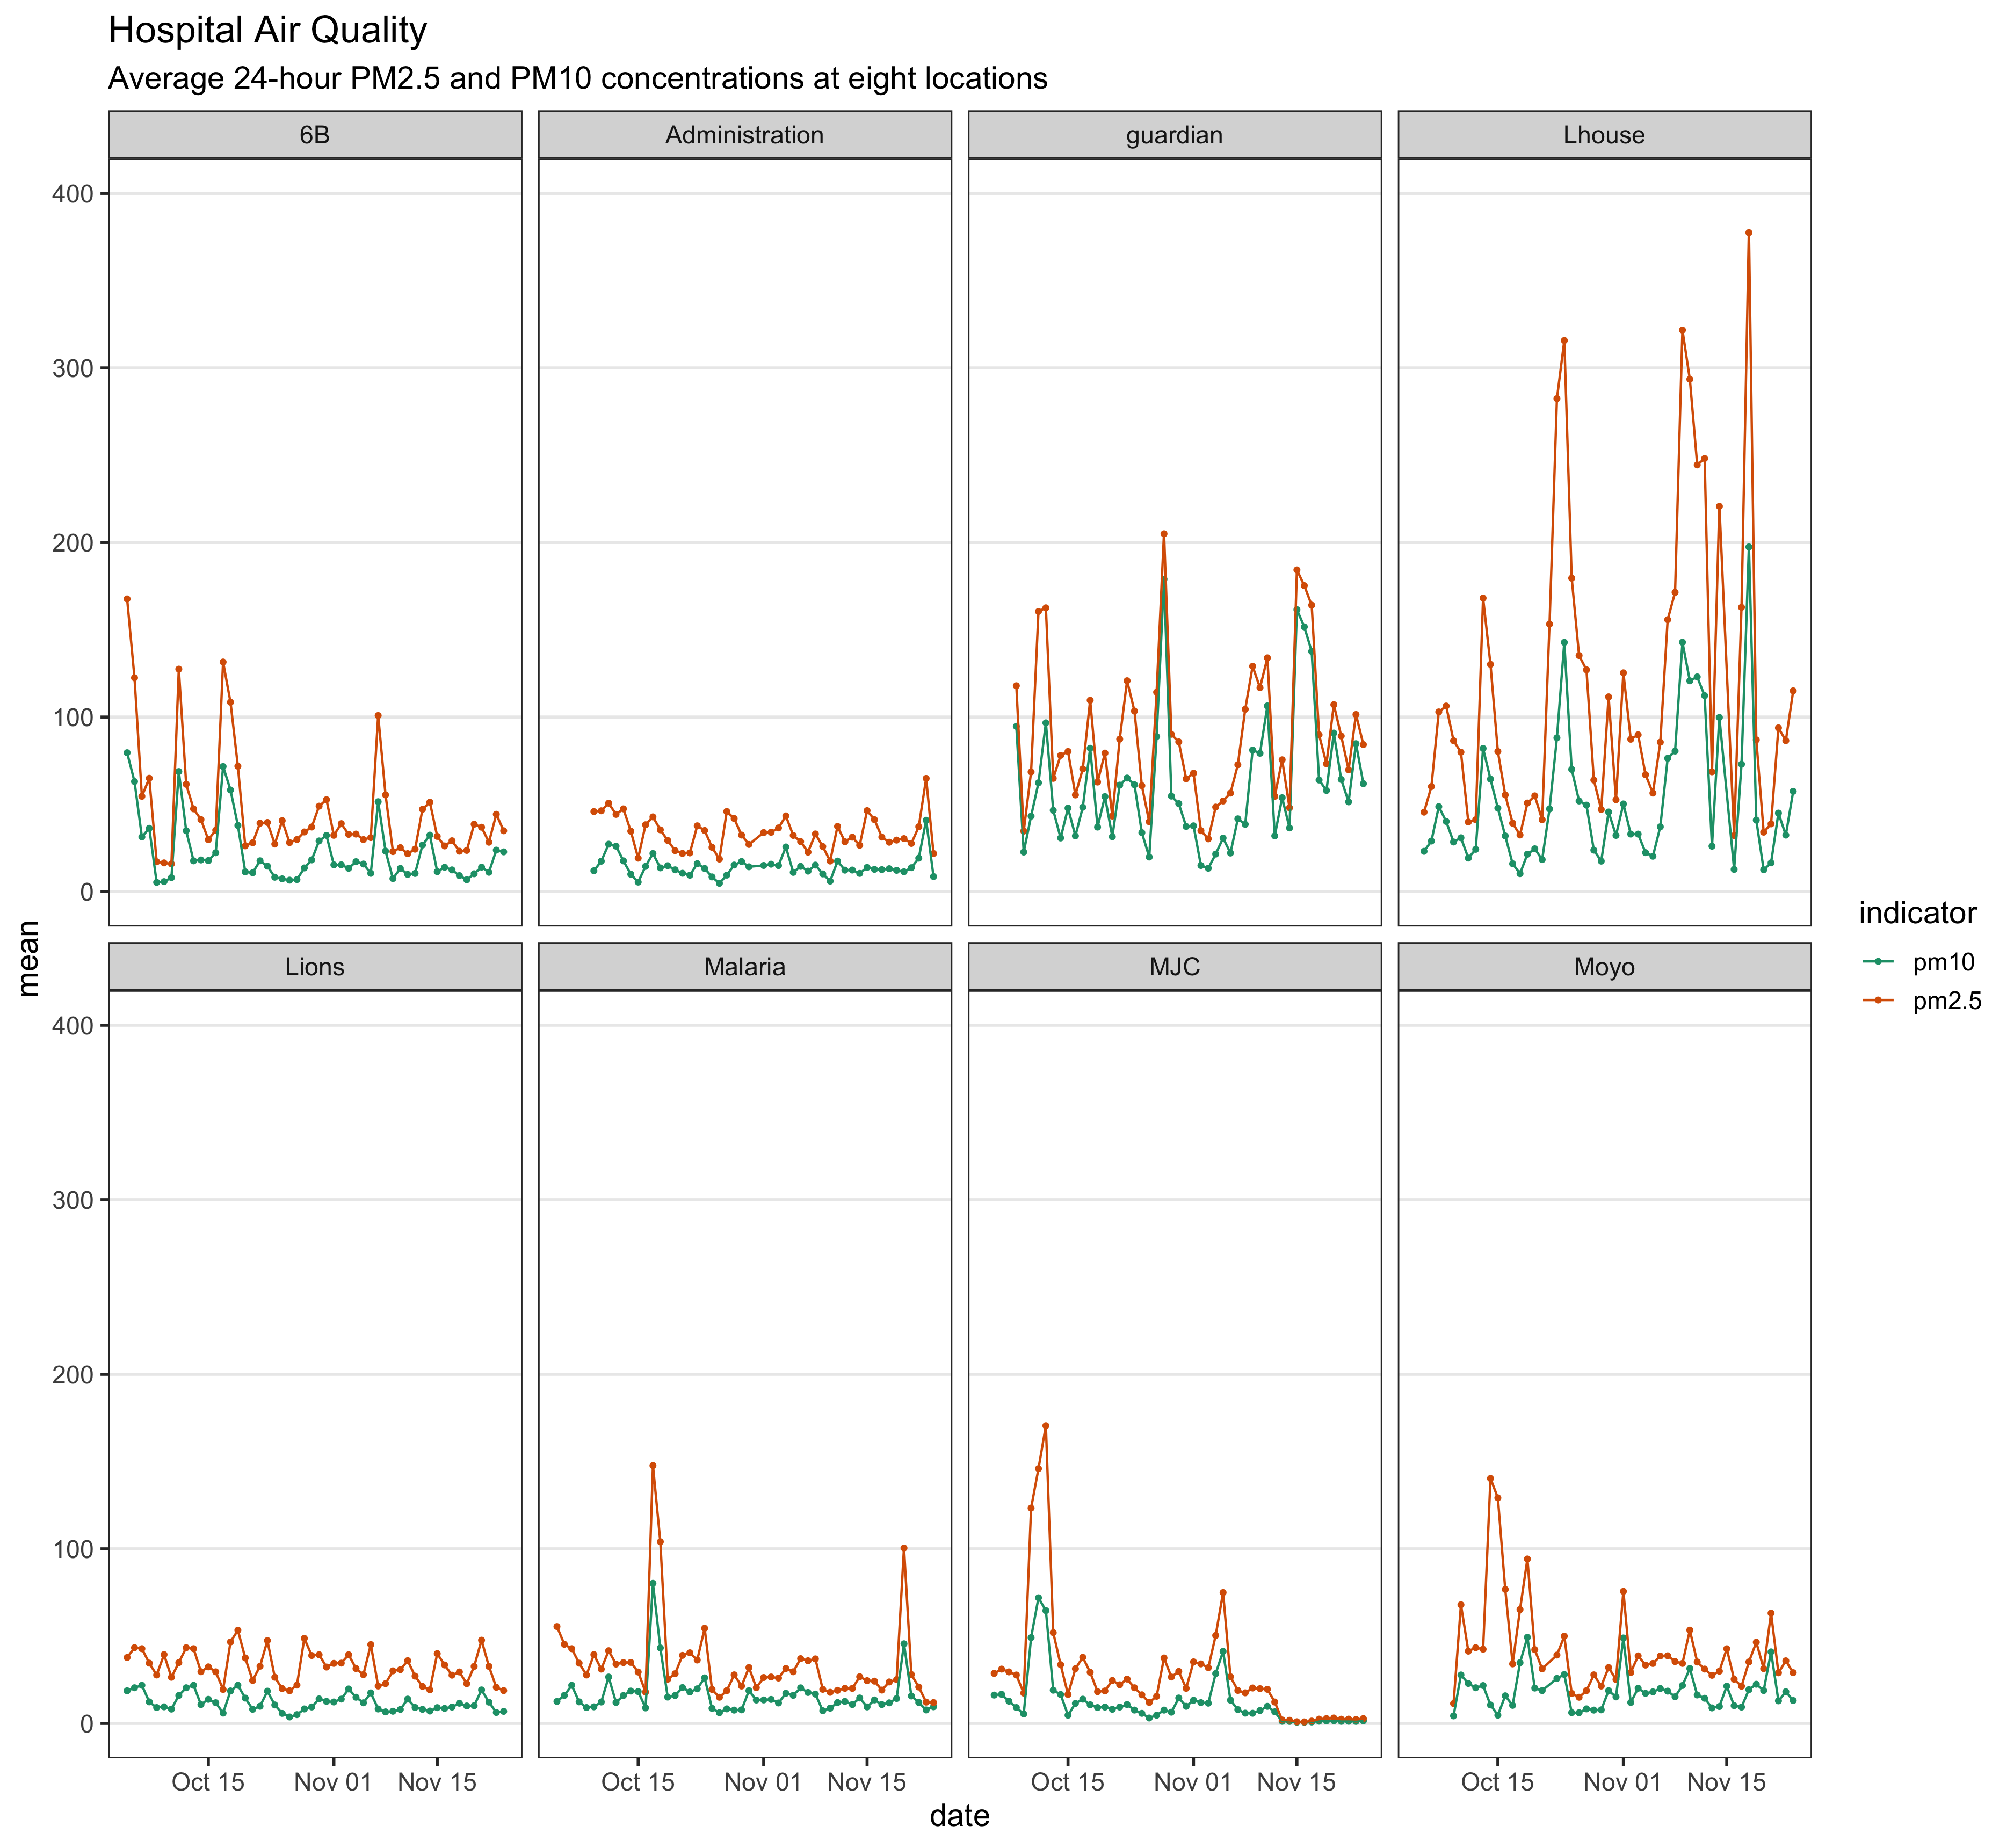 Hospital Air Quality
Average 24-hour PM2.5 and PM10 concentrations at eight locations
6B Administration guardian Lhouse
400
300
200
100
0
mean
indicator
pm10
pm2.5
Lions Malaria MJC Moyo
400
300
200
100
0
Oct 15 Nov 01 Nov 15 Oct 15 Nov 01 Nov 15 Oct 15 Nov 01 Nov 15 Oct 15 Nov 01 Nov 15
date